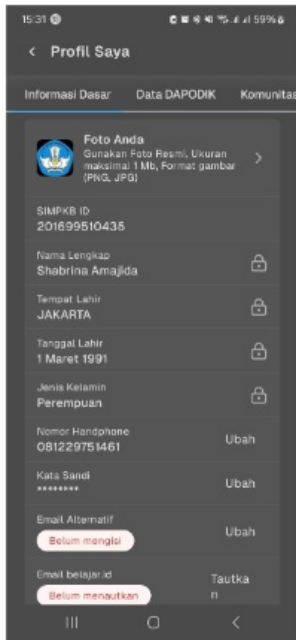 15:31
59%
Profil Saya
Informasi Dasar
Data DAPODIK
Komunitas
Foto Anda
Gunakan Foto Resmi, Ukuran
maksimal 1 Mb, Format gambar
(PNG, JPG)
SIMPKB ID
201699510435
Nama Lengkap
Shabrina Amajida
Tempat Lahir
JAKARTA
Tanggal Lahir
1 Maret 1991
Jenis Kelamin
Perempuan
Nomor Handphone
081229751461
Ubah
Kata Sandi
********
Ubah
Email Alternatif
Belum mengisi
Ubah
Email belajar.id
Belum menautkan
Tautka
n